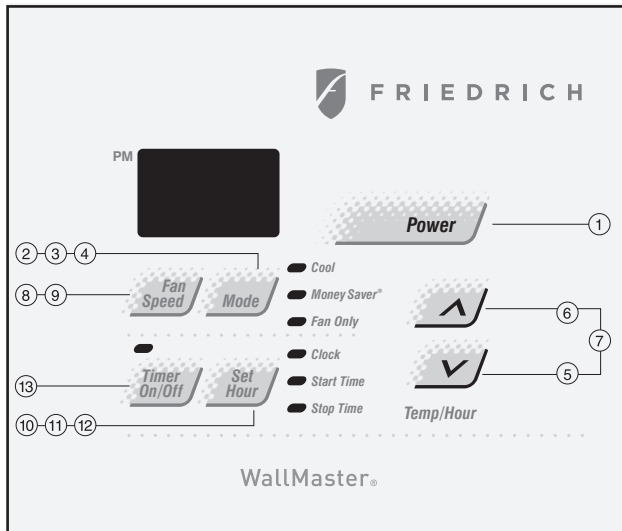 FRIEDRICH
PM
Power
1
2 3 4
8 9
Fan
Speed
Mode
Cool
Money Saver®
Fan Only
6
7
5
13
Timer
On/Off
Set
Hour
Clock
Start Time
Stop Time
10 11 12
Temp/Hour
WallMaster®